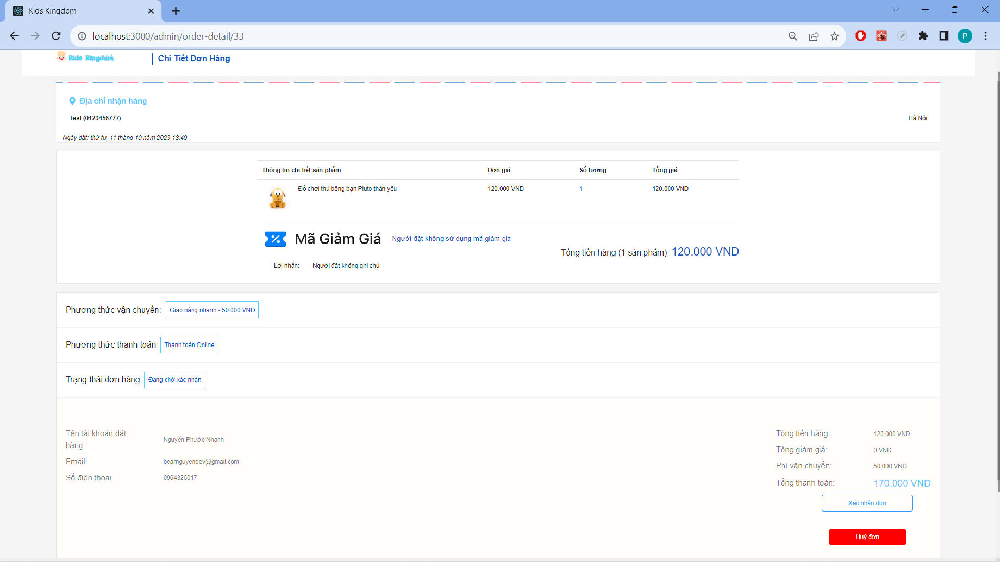 Kids Kingdom
localhost:3000/admin/order-detail/33
P
Kids Kingdom
Chi Tiết Đơn Hàng
Địa chỉ nhận hàng
Test (0123456777)
Hà Nội
Ngày đặt: thứ tư, 11 tháng 10 năm 2023 13:40
Thông tin chi tiết sản phẩm Đơn giá Số lượng Tổng giá
Đồ chơi thú bông bạn Pluto thân yêu 120.000 VND 1 120.000 VND
Mã Giảm Giá Người đặt không sử dụng mã giảm giá
Tổng tiền hàng (1 sản phẩm): 120.000 VND
Lời nhắn: Người đặt không ghi chú
Phương thức vận chuyển: Giao hàng nhanh - 50.000 VND
Phương thức thanh toán Thanh toán Online
Trạng thái đơn hàng Đang chờ xác nhận
Tên tài khoản đặt
hàng:
Nguyễn Phước Nhanh
Email: bearnguyendev@gmail.com
Số điện thoại: 0964326017
Tổng tiền hàng: 120.000 VND
Tổng giảm giá: 0 VND
Phí vận chuyển: 50.000 VND
Tổng thanh toán: 170.000 VND
Xác nhận đơn
Huỷ đơn